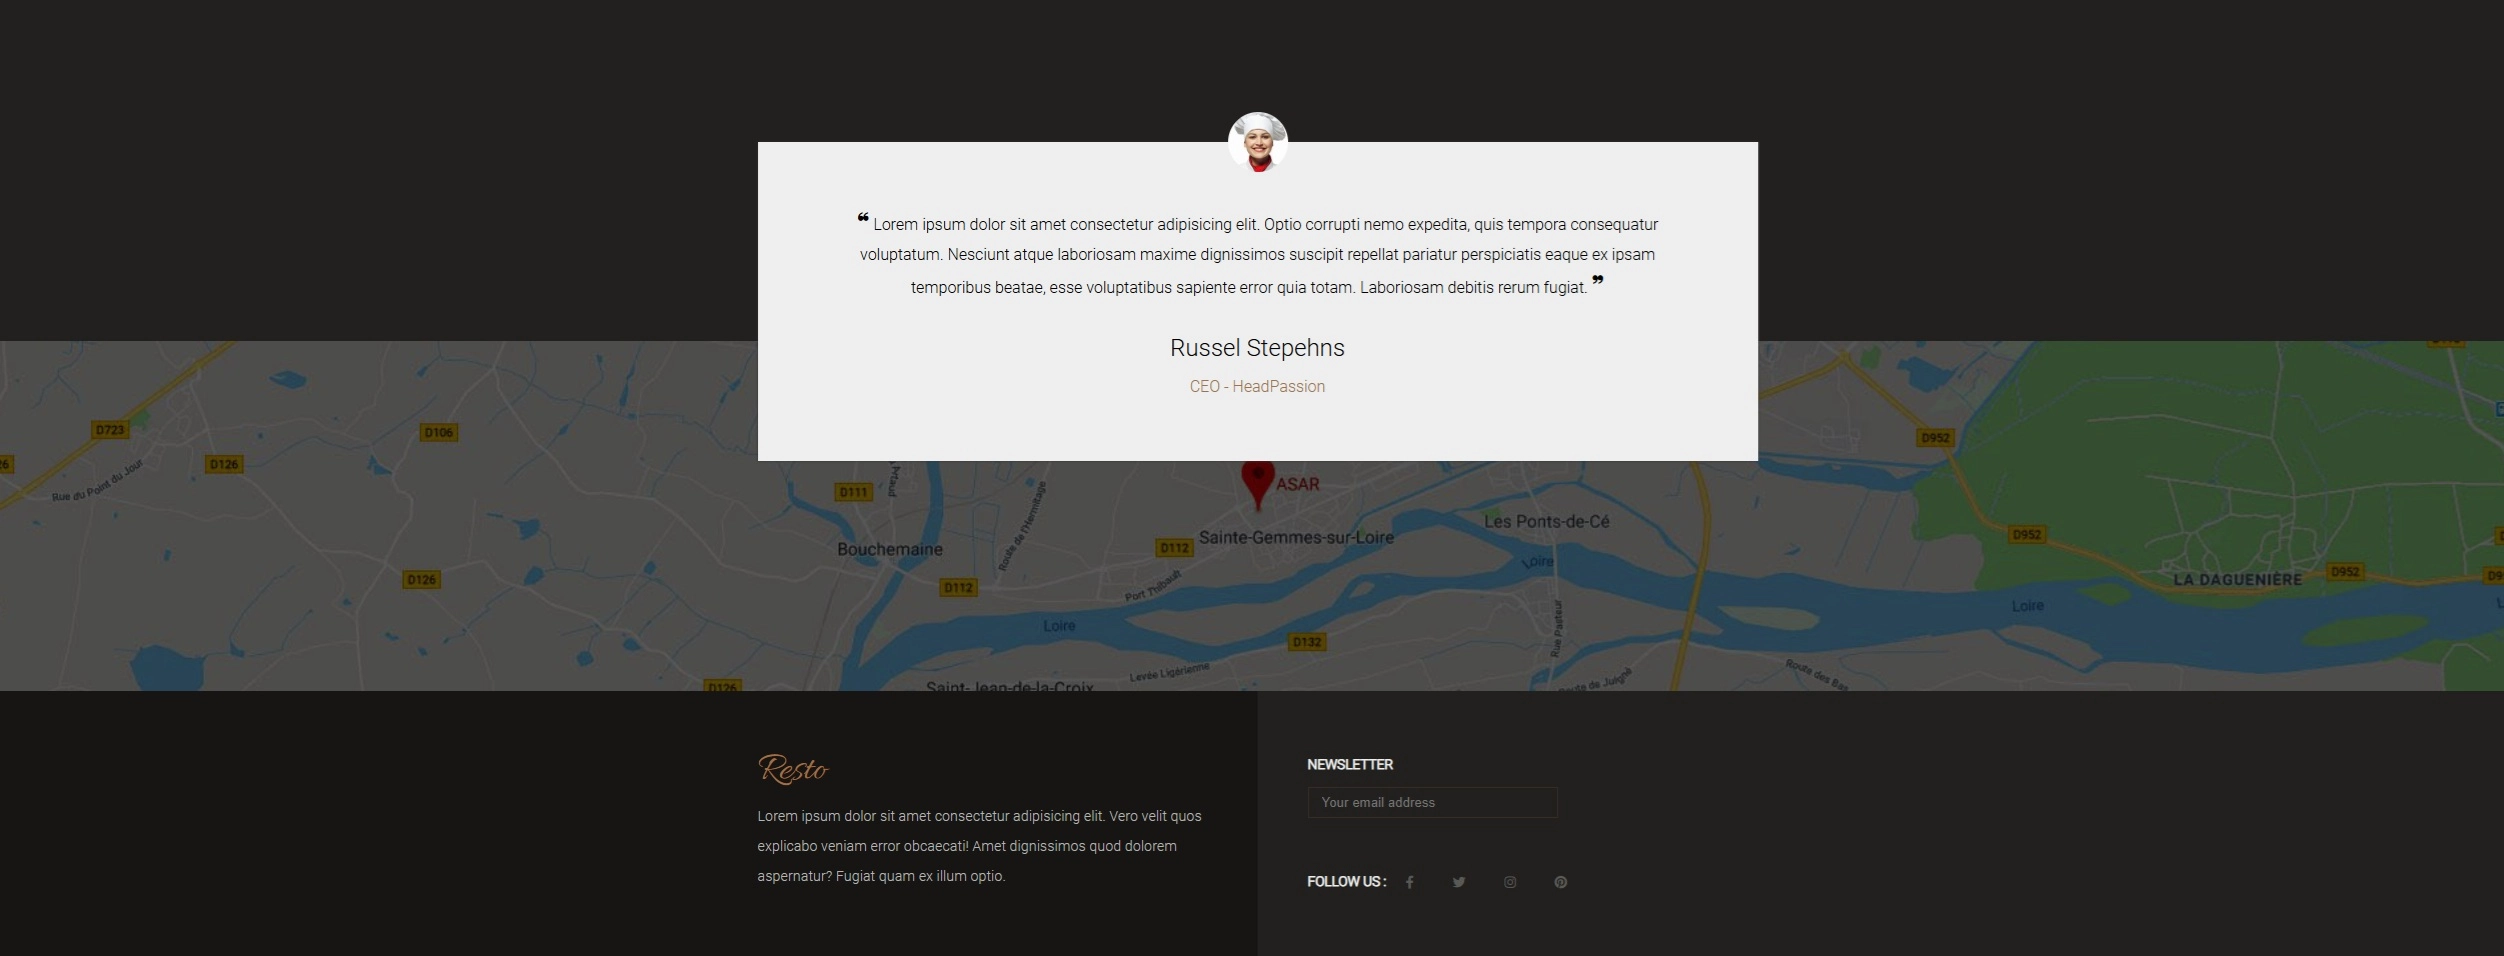 ❝ Lorem ipsum dolor sit amet consectetur adipisicing elit. Optio corrupti nemo expedita, quis tempora consequatur
voluptatum. Nesciunt atque laboriosam maxime dignissimos suscipit repellat pariatur perspiciatis eaque ex ipsam
temporibus beatae, esse voluptatibus sapiente error quia totam. Laboriosam debitis rerum fugiat. ❞
Russel Stepehns
CEO - HeadPassion
D723
D106
D126
Rue du Point du Jour
D952
D111
Route de l'Hermitage
ASAR
Les Ponts-de-Cé
Sainte-Gemmes-sur-Loire
Bouchemaine
D112
D952
Loire
D126
D112
Port Thibault
LA DAGUENIÈRE
D952
Loire
Loire
Rue Pasteur
D132
Levée Ligérienne
Route des Bas
Saint-Jean-de-la-Croix
D126
Resto
Lorem ipsum dolor sit amet consectetur adipisicing elit. Vero velit quos
explicabo veniam error obcaecati! Amet dignissimos quod dolorem
aspernatur? Fugiat quam ex illum optio.
NEWSLETTER
Your email address
FOLLOW US :